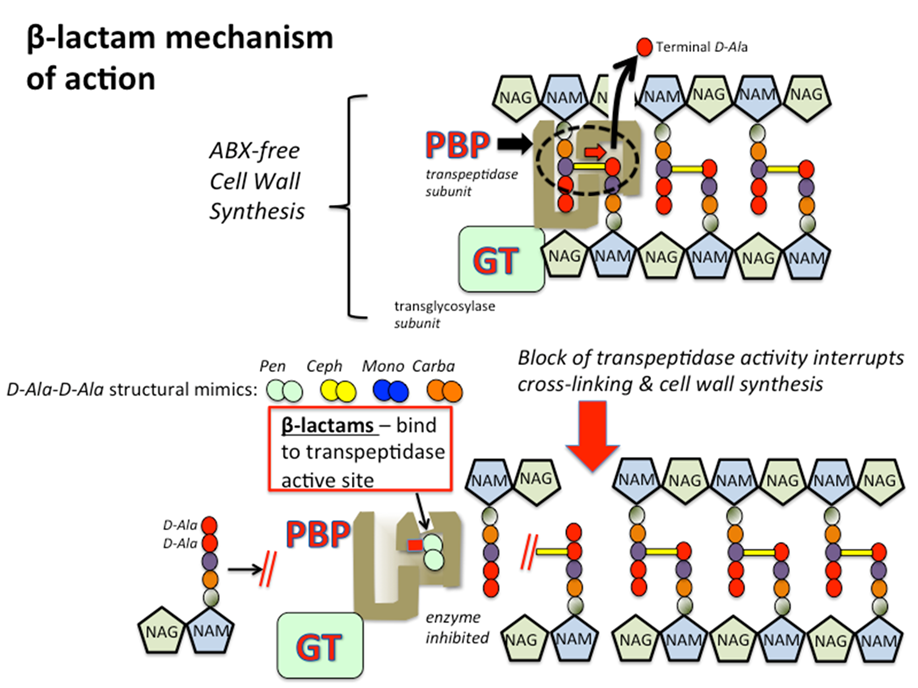 β-lactam mechanism
of action
Terminal D-Ala
NAG NAM N NAM NAG NAM NAG
ABX-free
Cell Wall
Synthesis
PBP
transpeptidase
subunit
GT
NAG NAM NAG NAM NAG NAM
transglycosylase
subunit
Block of transpeptidase activity interrupts
cross-linking & cell wall synthesis
Pen Ceph Mono Carba
D-Ala-D-Ala structural mimics:
β-lactams – bind
to transpeptidase
active site
NAM NAG NAM NAG NAM NAG NAM NAG
D-Ala
D-Ala
PBP
enzyme
inhibited
NAG NAM
GT
NAG NAM NAG NAM NAG NAM NAG NAM